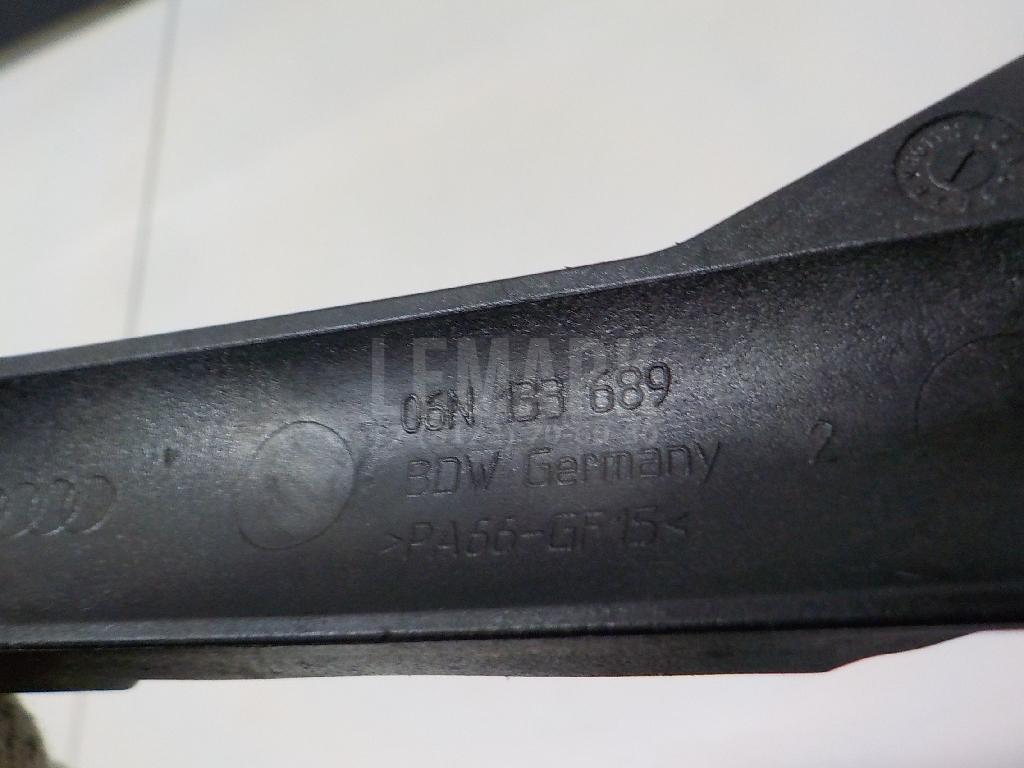 LEMARK
06N 133 689
BDW Germany 2
>PA66-GF15<